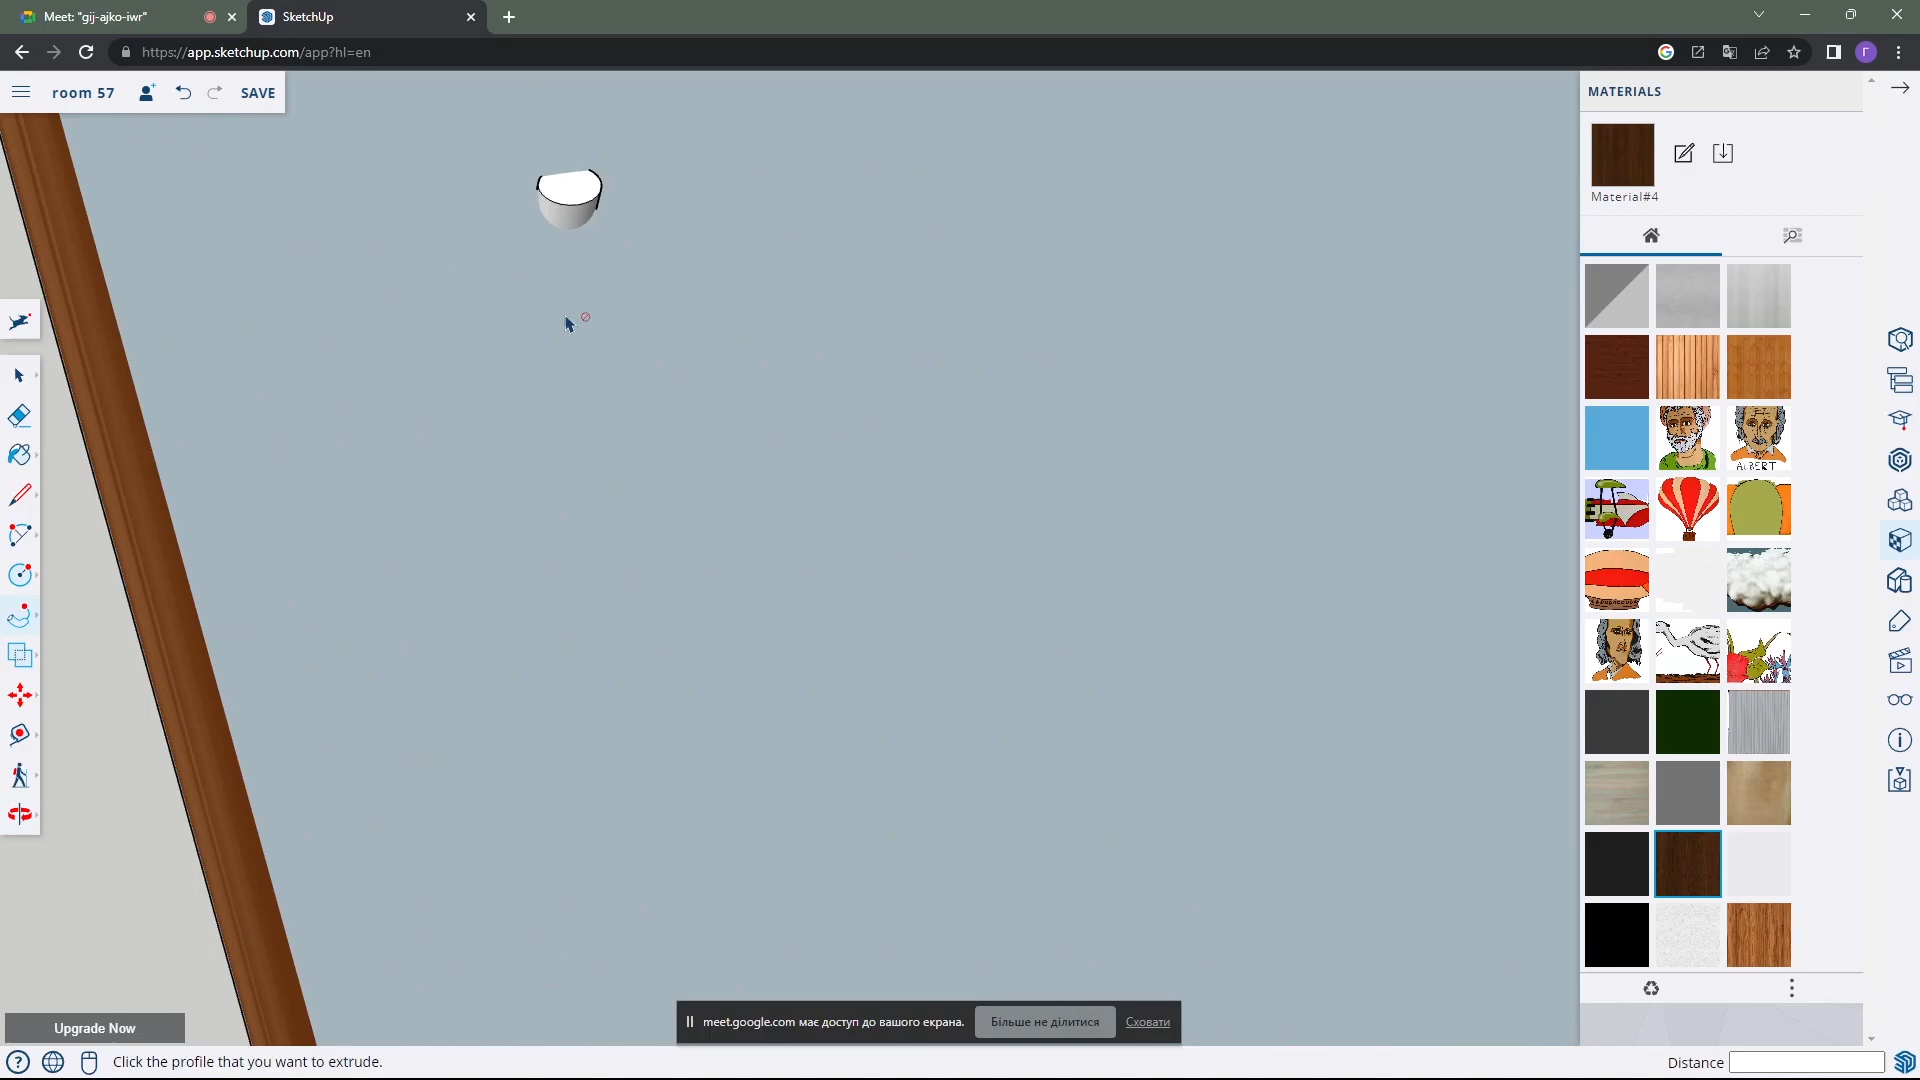 Meet: "gij-ajko-iwr"
SketchUp
https://app.sketchup.com/app?hl=en
Г
room 57
SAVE
MATERIALS
Material#4
ALBERT
Upgrade Now
meet.google.com має доступ до вашого екрана.
Більше не ділитися
Сховати
Click the profile that you want to extrude.
Distance